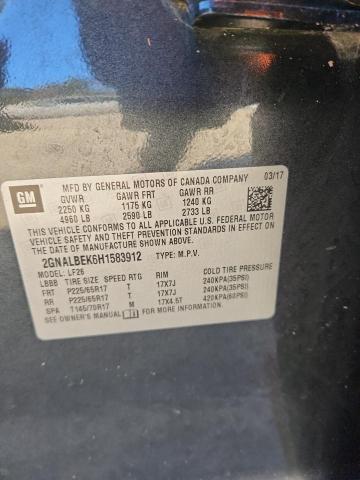 GM
MFD BY GENERAL MOTORS OF CANADA COMPANY 03/17
GVWR GAWR FRT GAWR RR
2250 KG 1175 KG 1240 KG
4960 LB 2590 LB 2733 LB
THIS VEHICLE CONFORMS TO ALL APPLICABLE U.S. FEDERAL MOTOR
VEHICLE SAFETY, BUMPER, AND THEFT PREVENTION STANDARDS IN EFFECT ON
THE DATE OF MANUFACTURE SHOWN ABOVE.
2GNALBEK6H1583912 TYPE: M.P.V.
MODEL: LF26
LBBB TIRE SIZE SPEED RTG RIM COLD TIRE PRESSURE
FRT P225/65R17 T 17X7J 240KPA(35PSI)
RR P225/65R17 T 17X7J 240KPA(35PSI)
SPA T145/70R17 M 17X4.5T 420KPA(60PSI)
SEE OWNER'S MANUAL FOR MORE INFORMATION.